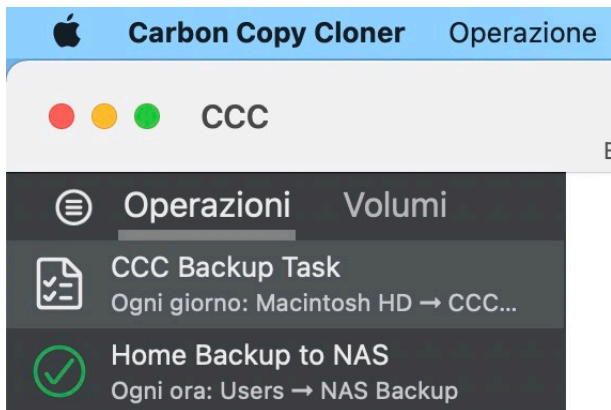 Carbon Copy Cloner Operazione
CCC
Operazioni Volumi
CCC Backup Task
Ogni giorno: Macintosh HD → CCC...
Home Backup to NAS
Ogni ora: Users → NAS Backup